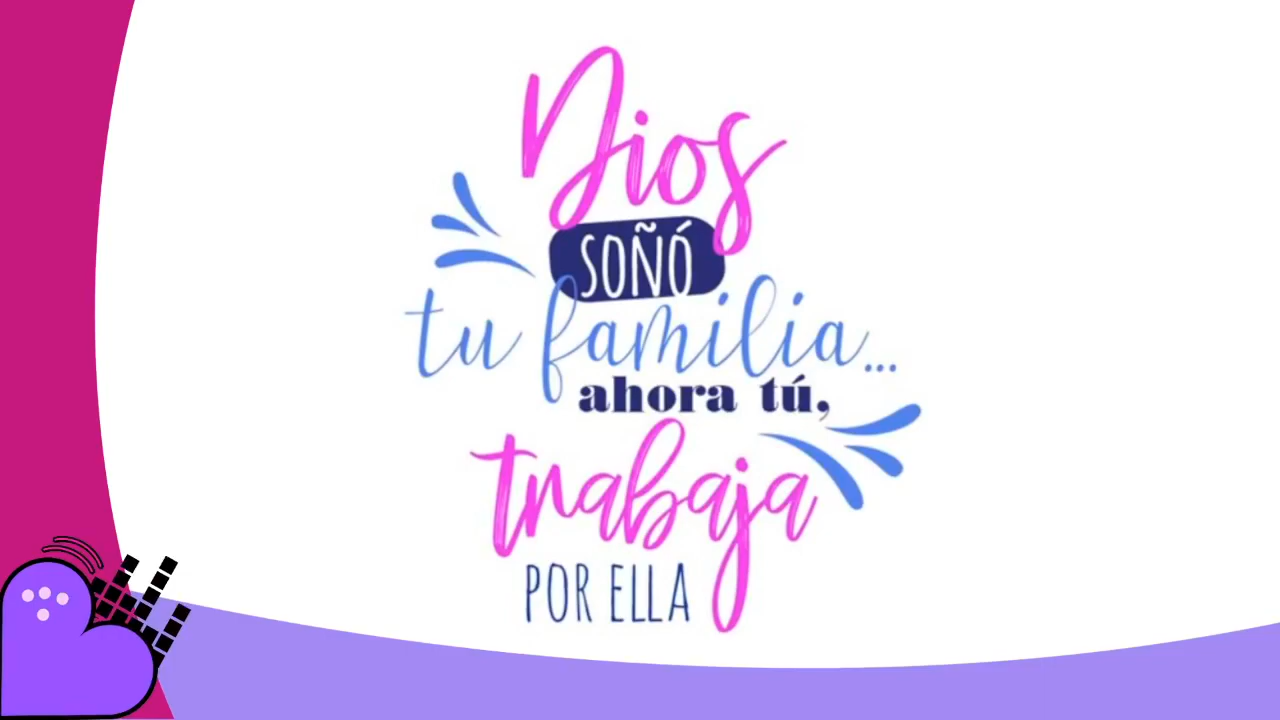 Dios
SOÑÓ
tu familia...
ahora tú,
trabaja
POR ELLA